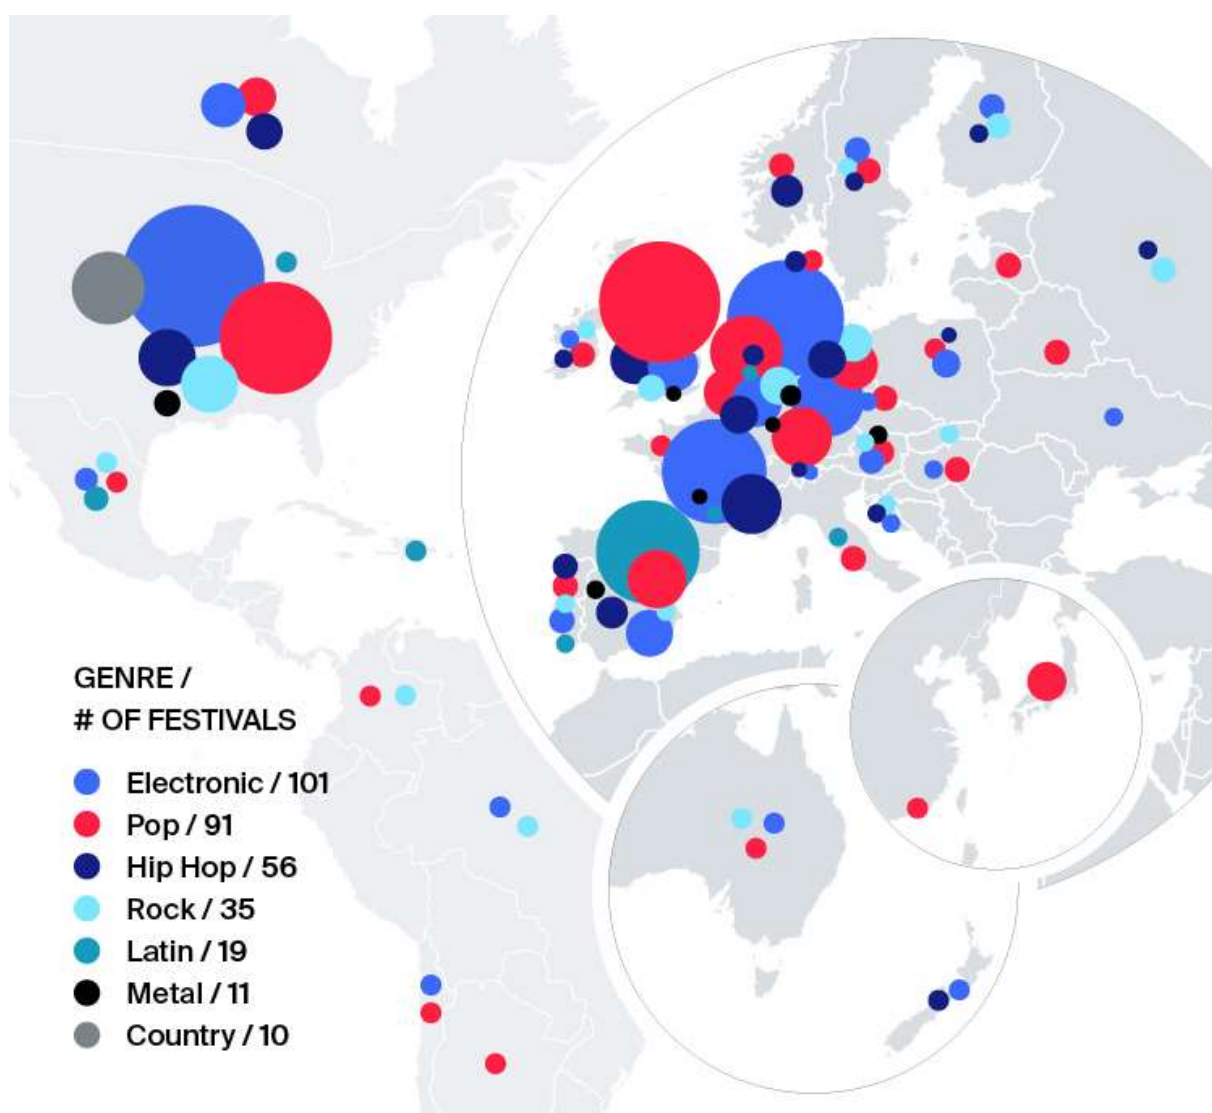 GENRE /
# OF FESTIVALS
Electronic / 101
Pop / 91
Hip Hop / 56
Rock / 35
Latin / 19
Metal / 11
Country / 10